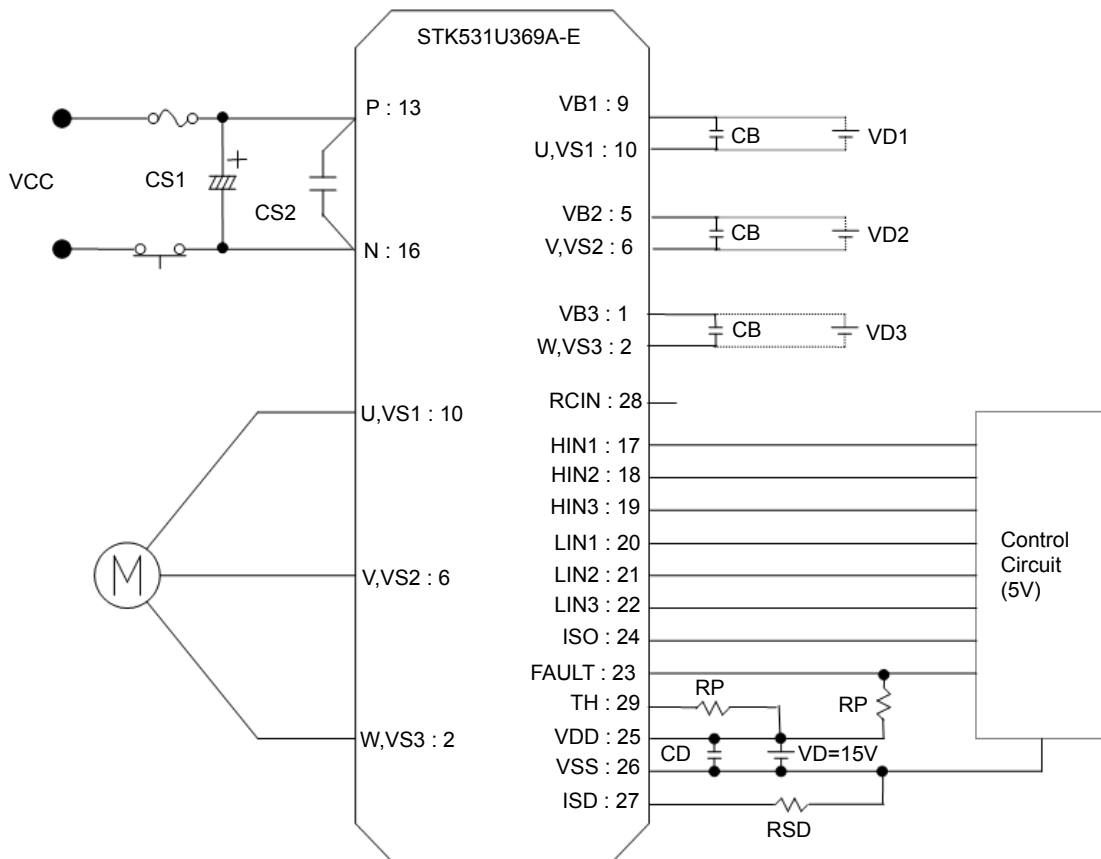 STK531U369A-E
P : 13
VCC
CS1
+
CS2
N : 16
U,VS1 : 10
M
V,VS2 : 6
W,VS3 : 2
VB1 : 9
CB
VD1
U,VS1 : 10
VB2 : 5
CB
VD2
V,VS2 : 6
VB3 : 1
CB
VD3
W,VS3 : 2
RCIN : 28
HIN1 : 17
HIN2 : 18
HIN3 : 19
LIN1 : 20
LIN2 : 21
LIN3 : 22
ISO : 24
FAULT : 23
TH : 29
RP
RP
VDD : 25
CD
VD=15V
VSS : 26
ISD : 27
RSD
Control
Circuit
(5V)